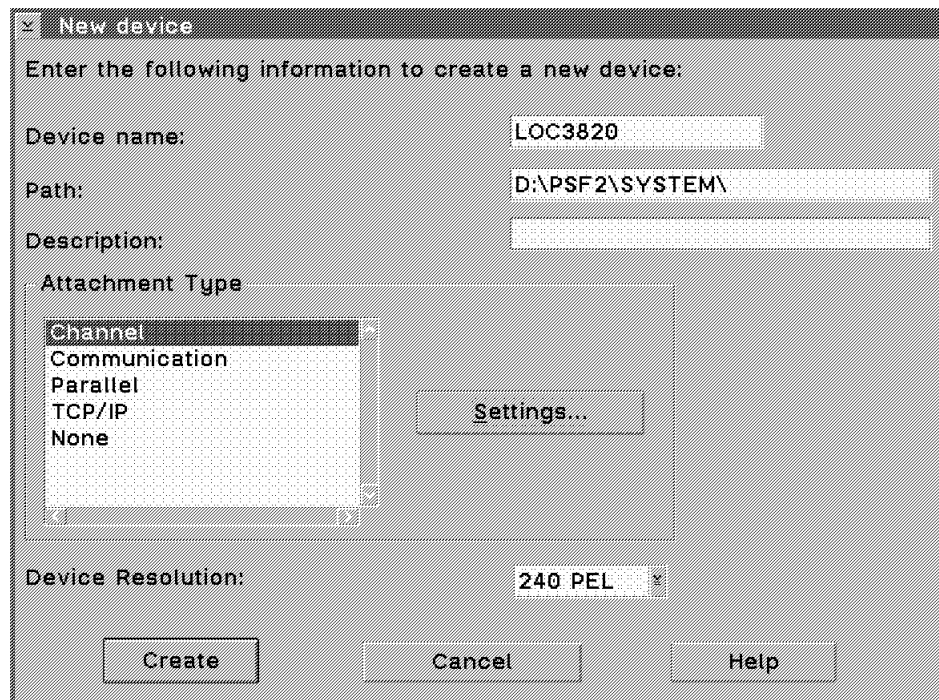 New device
Enter the following information to create a new device:
Device name: LOC3820
Path: D:\PSF2\SYSTEM\
Description:
Attachment Type
Channel
Communication
Parallel
TCP/IP
None
Settings...
Device Resolution: 240 PEL
Create Cancel Help